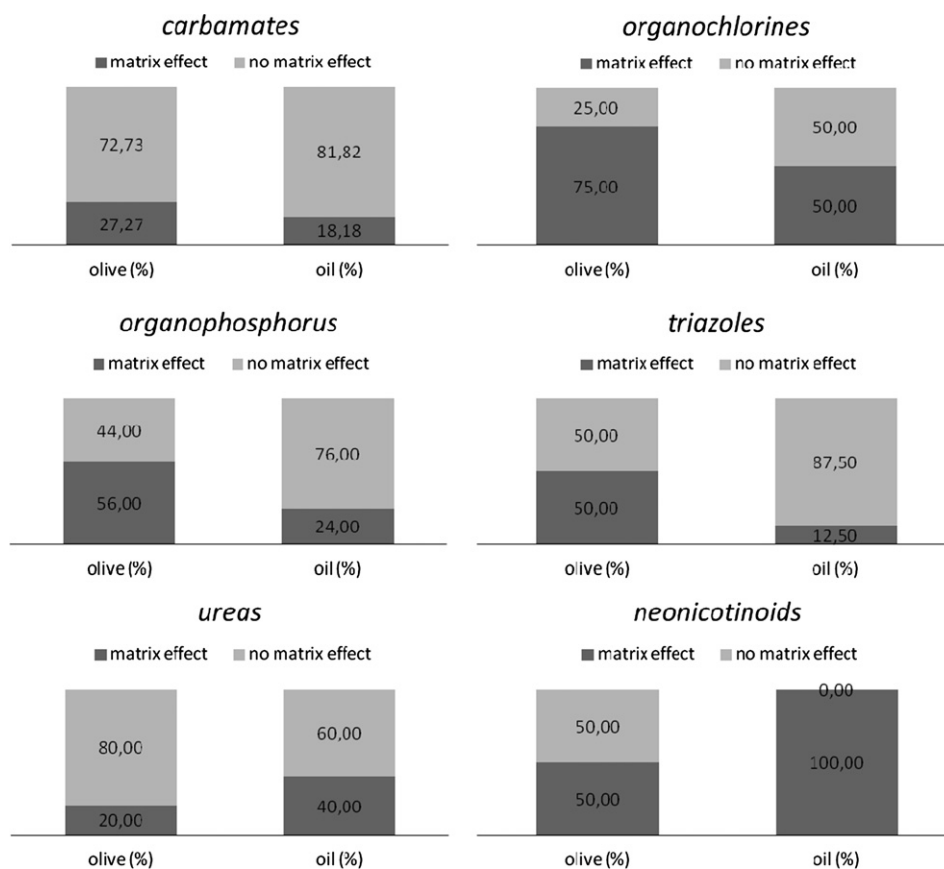 carbamates
■ matrix effect ■ no matrix effect
72,73
81,82
27,27
18,18
olive (%) oil (%)
organochlorines
■ matrix effect ■ no matrix effect
25,00
50,00
75,00
50,00
olive (%) oil (%)
organophosphorus
■ matrix effect ■ no matrix effect
44,00
76,00
56,00
24,00
olive (%) oil (%)
triazoles
■ matrix effect ■ no matrix effect
50,00
87,50
50,00
12,50
olive (%) oil (%)
ureas
■ matrix effect ■ no matrix effect
80,00
60,00
20,00
40,00
olive (%) oil (%)
neonicotinoids
■ matrix effect ■ no matrix effect
0,00
50,00
100,00
50,00
olive (%) oil (%)